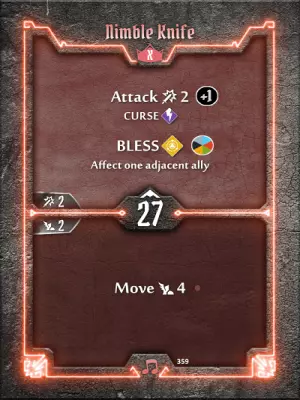 Nimble Knife
X
Attack 2 +1
CURSE
BLESS
Affect one adjacent ally
2
27
2
Move 4
359